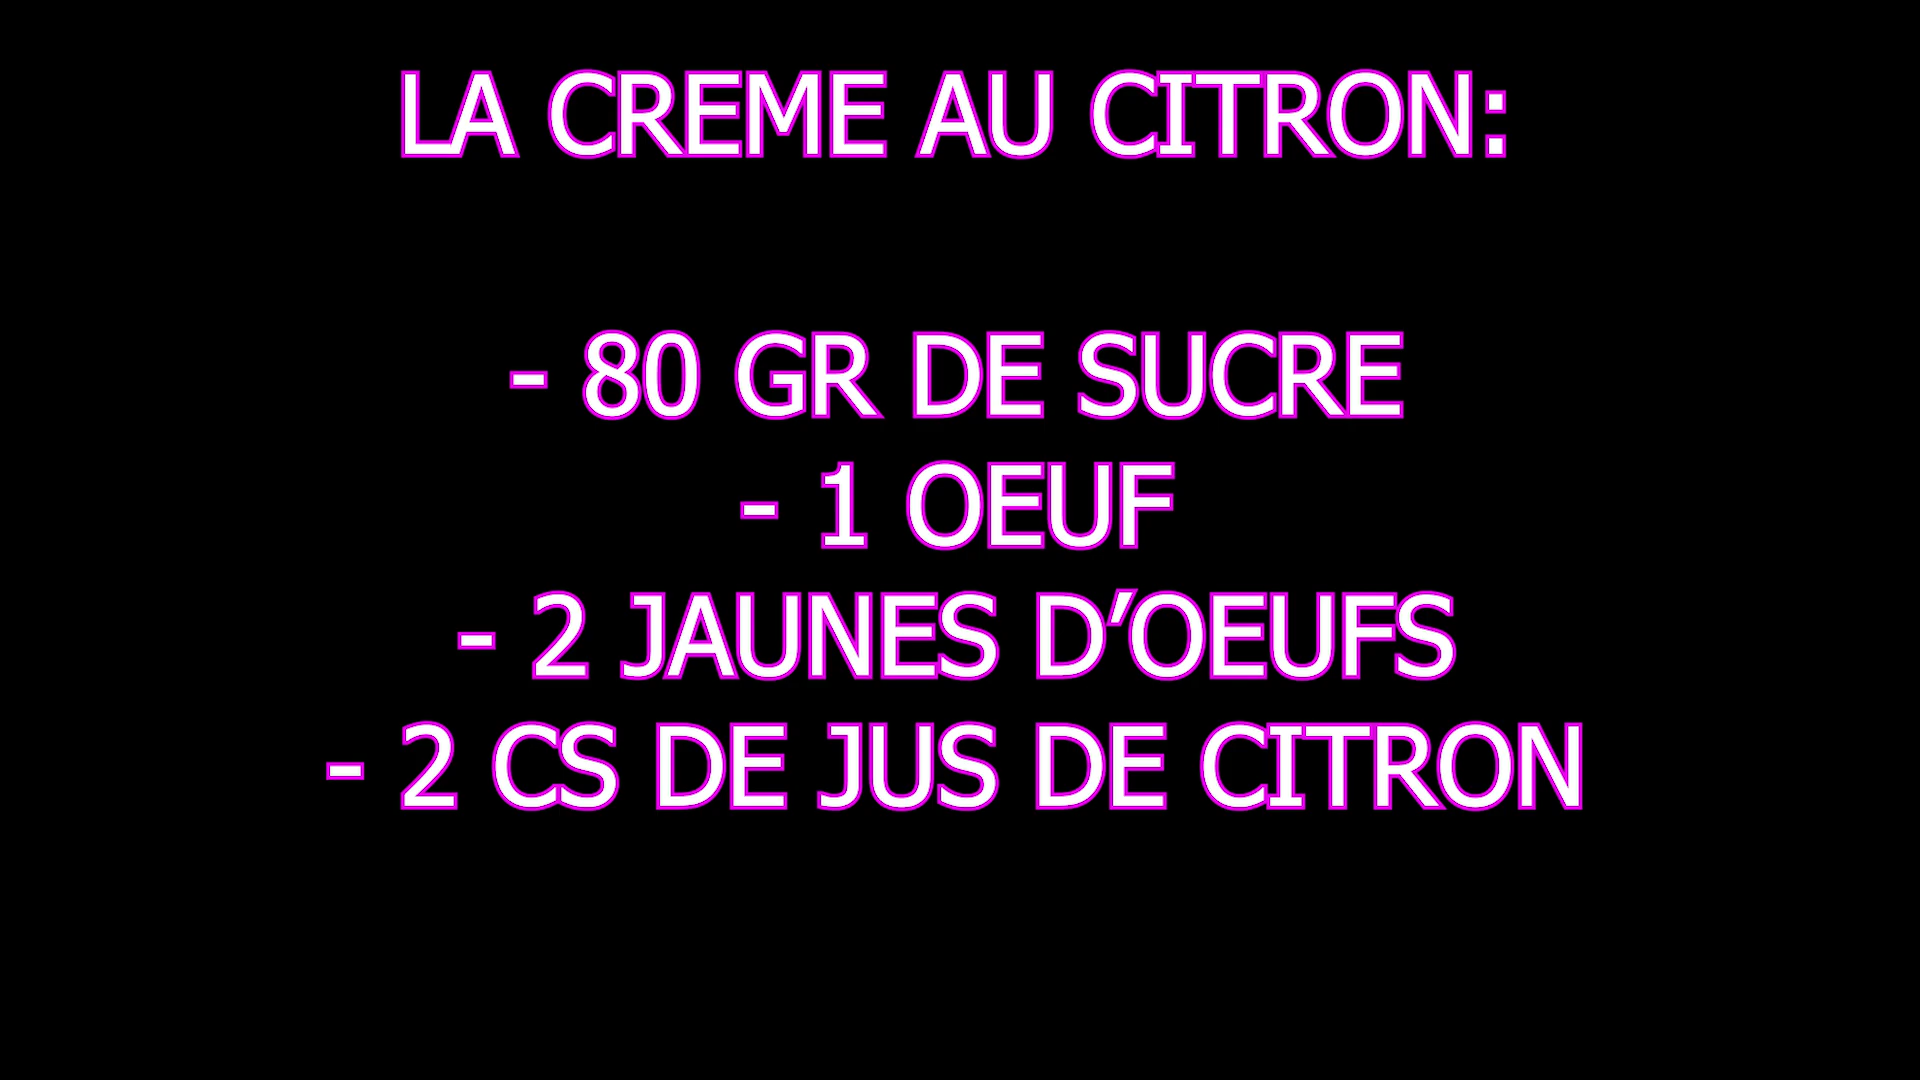 LA CREME AU CITRON:
- 80 GR DE SUCRE
- 1 OEUF
- 2 JAUNES D’OEUFS
- 2 CS DE JUS DE CITRON